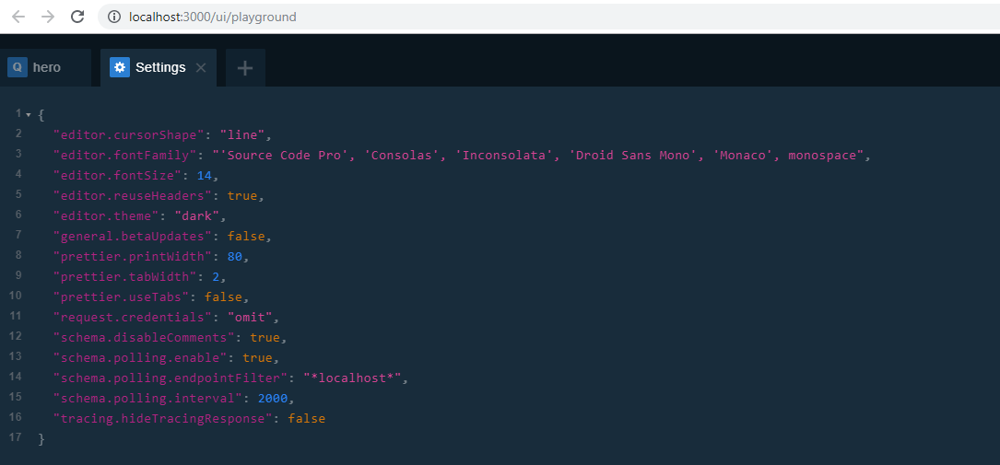 localhost:3000/ui/playground
Q hero Settings
1 {
2 "editor.cursorShape": "line",
3 "editor.fontFamily": "'Source Code Pro', 'Consolas', 'Inconsolata', 'Droid Sans Mono', 'Monaco', monospace",
4 "editor.fontSize": 14,
5 "editor.reuseHeaders": true,
6 "editor.theme": "dark",
7 "general.betaUpdates": false,
8 "prettier.printWidth": 80,
9 "prettier.tabWidth": 2,
10 "prettier.useTabs": false,
11 "request.credentials": "omit",
12 "schema.disableComments": true,
13 "schema.polling.enable": true,
14 "schema.polling.endpointFilter": "*localhost*",
15 "schema.polling.interval": 2000,
16 "tracing.hideTracingResponse": false
17 }